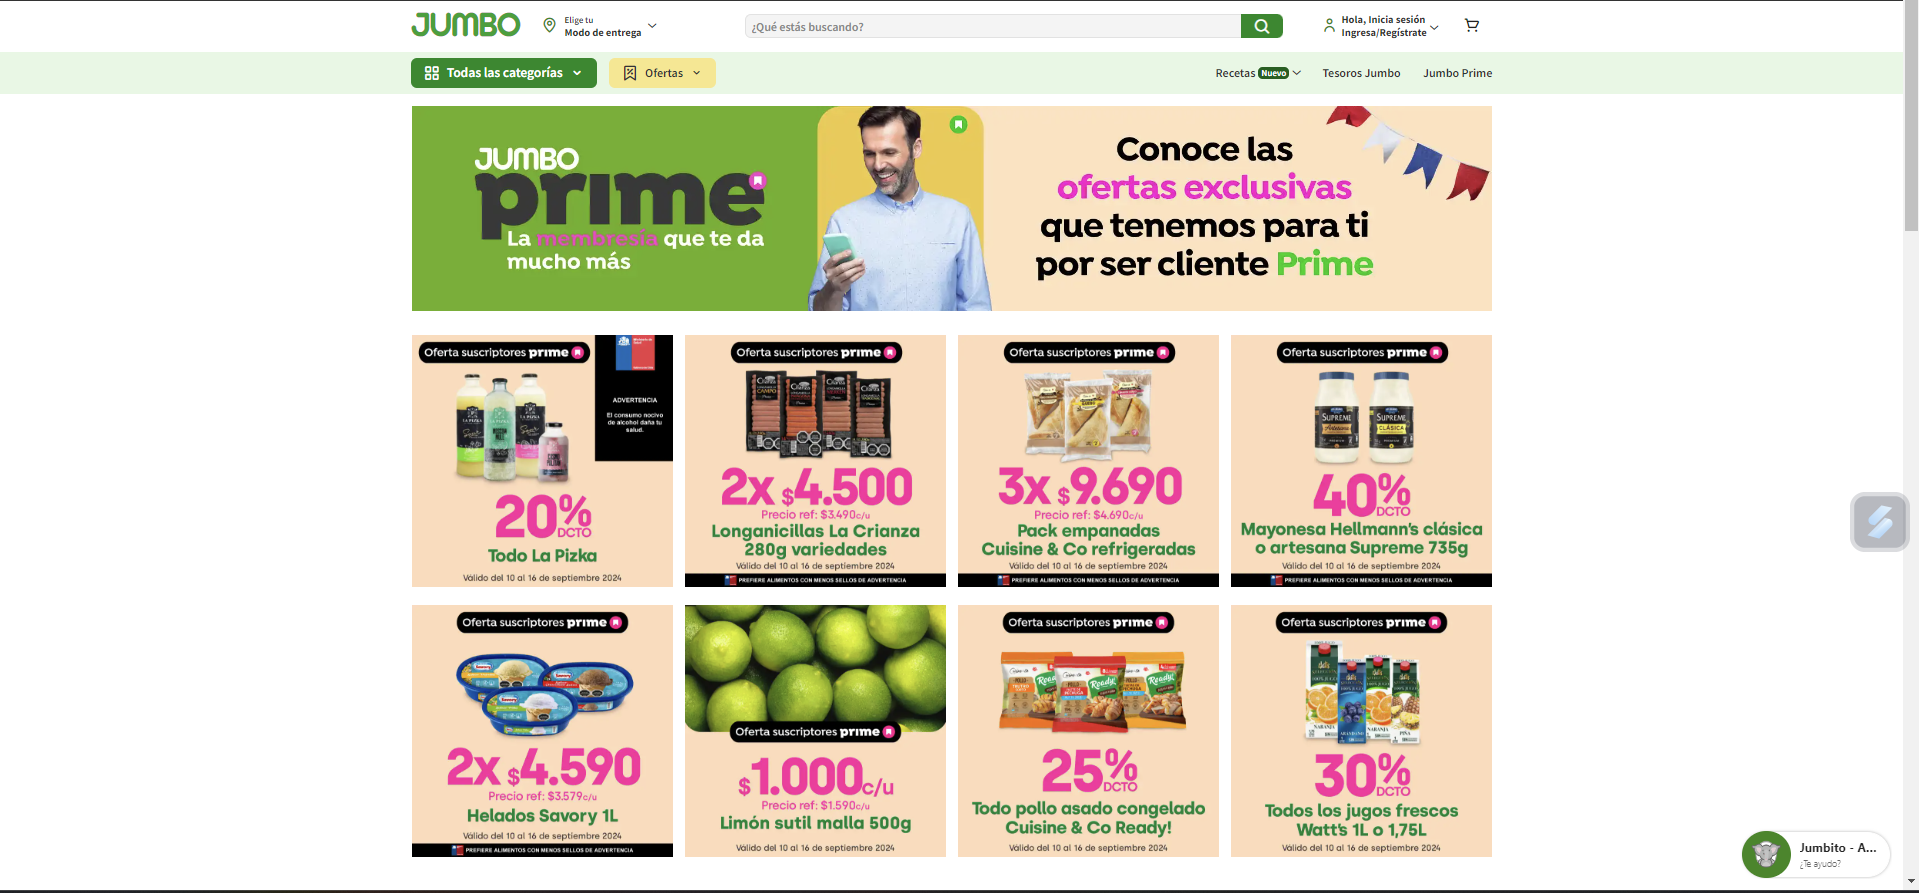 JUMBO
Elige tu
Modo de entrega
¿Qué estás buscando?
Hola, Inicia sesión
Ingresa/Regístrate
Todas las categorías
Ofertas
Recetas Nuevo
Tesoros Jumbo
Jumbo Prime
JUMBO
prime
La membresía que te da
mucho más
Conoce las
ofertas exclusivas
que tenemos para ti
por ser cliente Prime
Oferta suscriptores prime
ADVERTENCIA
El consumo nocivo
de alcohol daña tu
salud.
LA PIZKA
20% DCTO
Todo La Pizka
Válido del 10 al 16 de septiembre 2024
Oferta suscriptores prime
Crianza
2x $4.500
Precio ref: $3.490c/u
Longanicillas La Crianza
280g variedades
Válido del 10 al 16 de septiembre 2024
PREFIERE ALIMENTOS CON MENOS SELLOS DE ADVERTENCIA
Oferta suscriptores prime
3x $9.690
Precio ref: $4.690c/u
Pack empanadas
Cuisine & Co refrigeradas
Válido del 10 al 16 de septiembre 2024
PREFIERE ALIMENTOS CON MENOS SELLOS DE ADVERTENCIA
Oferta suscriptores prime
SUPREME
Artesana
SUPREME
CLÁSICA
40% DCTO
Mayonesa Hellmann's clásica
o artesana Supreme 735g
Válido del 10 al 16 de septiembre 2024
PREFIERE ALIMENTOS CON MENOS SELLOS DE ADVERTENCIA
Oferta suscriptores prime
Savory
2x $4.590
Precio ref: $3.579c/u
Helados Savory 1L
Válido del 10 al 16 de septiembre 2024
PREFIERE ALIMENTOS CON MENOS SELLOS DE ADVERTENCIA
Oferta suscriptores prime
$1.000c/u
Precio ref: $1.590c/u
Limón sutil malla 500g
Válido del 10 al 16 de septiembre 2024
Oferta suscriptores prime
POLLO
Ready!
25% DCTO
Todo pollo asado congelado
Cuisine & Co Ready!
Válido del 10 al 16 de septiembre 2024
Oferta suscriptores prime
NARANJA
PIÑA
30% DCTO
Todos los jugos frescos
Watt's 1L o 1,75L
Válido del 10 al 16 de septiembre 2024
Jumbito - A...
¿Te ayudo?